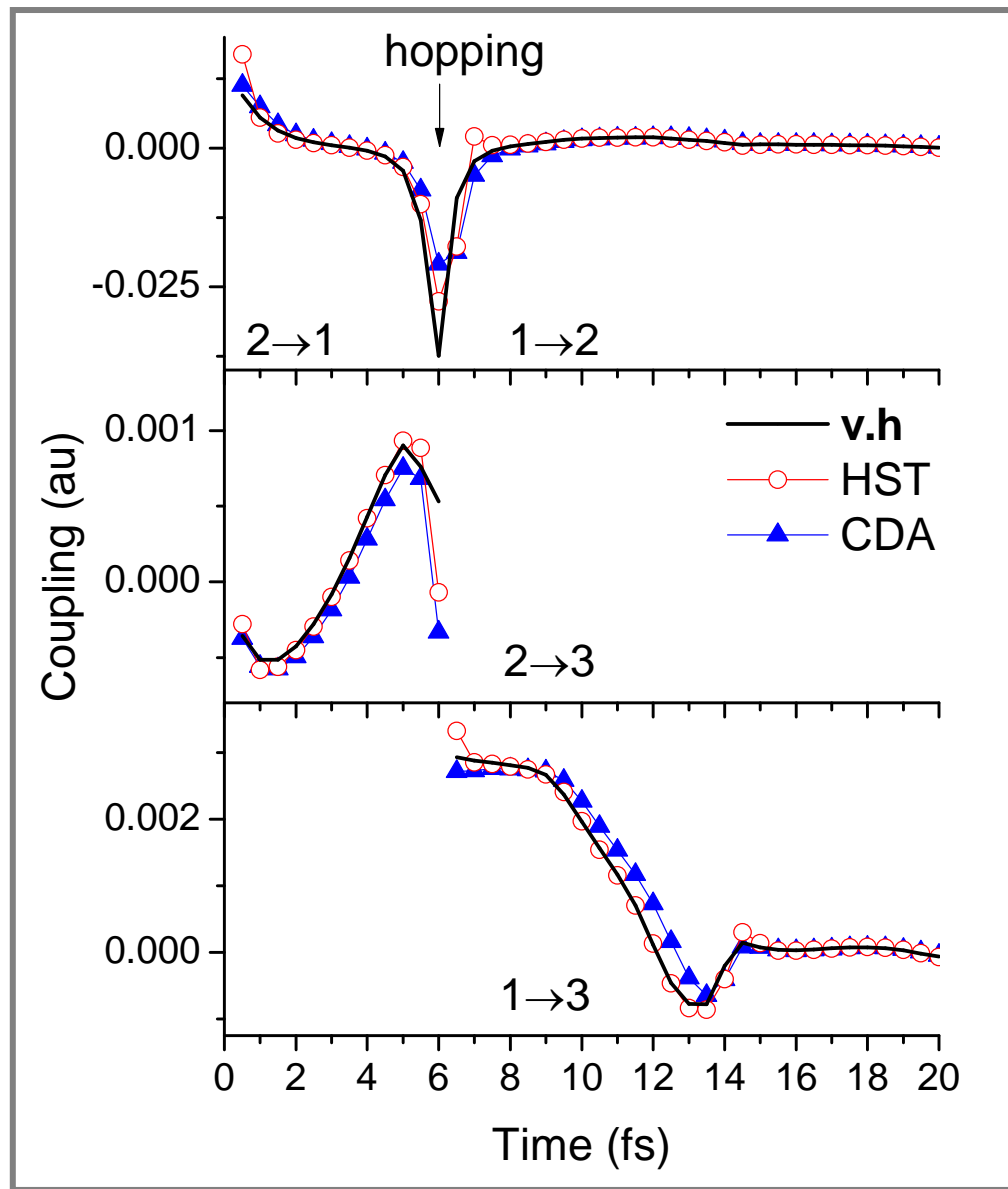 hopping
0.000
-0.025
2→1
1→2
0.001
0.000
v.h
HST
CDA
2→3
Coupling (au)
0.002
0.000
1→3
0 2 4 6 8 10 12 14 16 18 20
Time (fs)